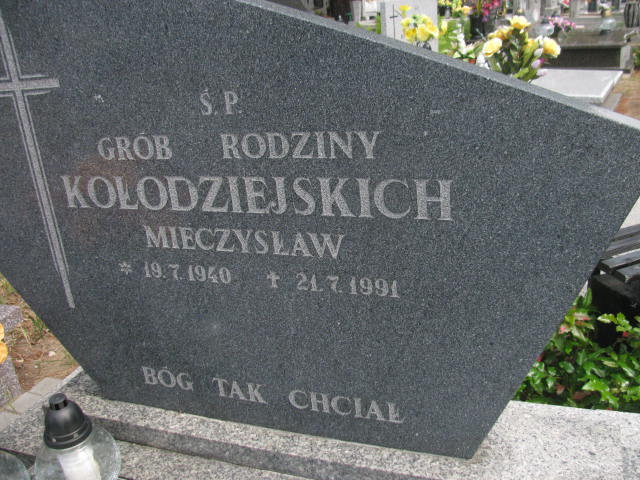 Ś.P.
GRÓB RODZINY
KOŁODZIEJSKICH
MIECZYSŁAW
* 19.7.1940 ✝ 21.7.1991
BÓG TAK CHCIAŁ